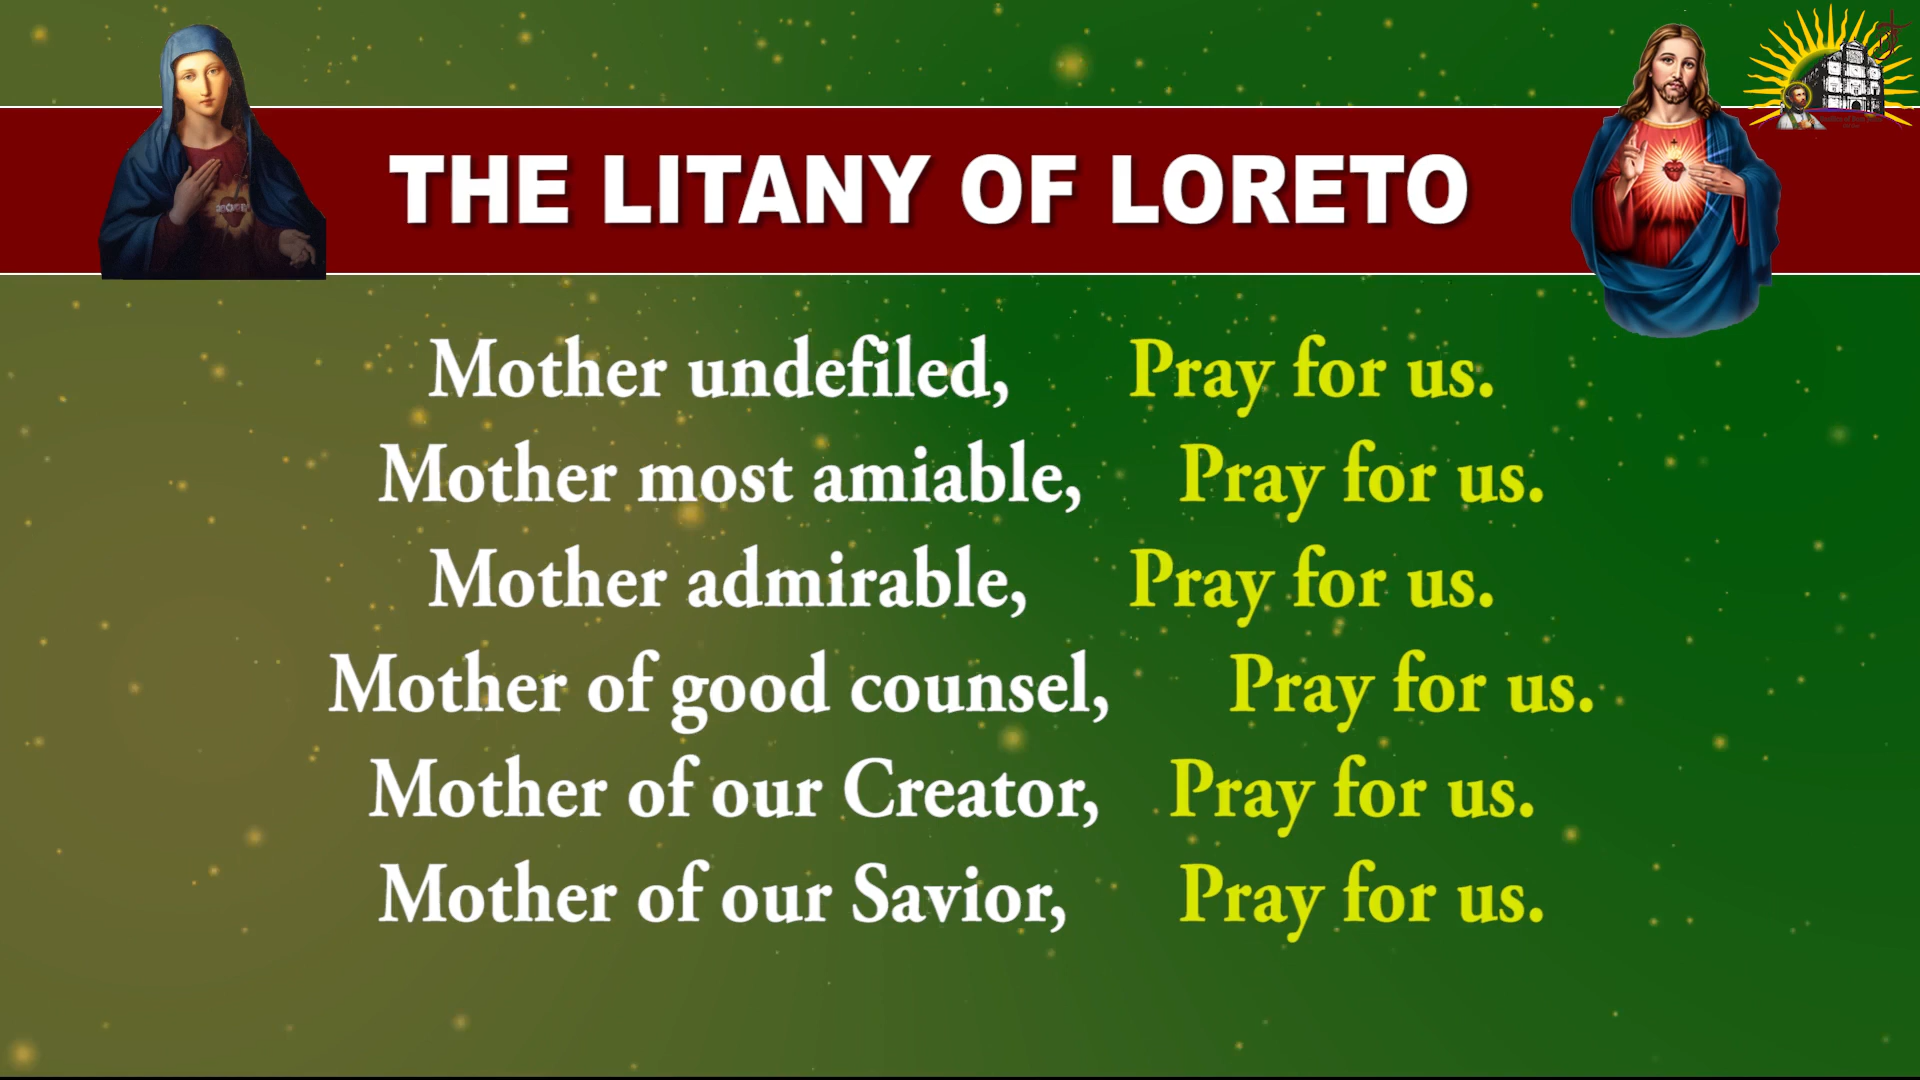 THE LITANY OF LORETO
Mother undefiled, Pray for us.
Mother most amiable, Pray for us.
Mother admirable, Pray for us.
Mother of good counsel, Pray for us.
Mother of our Creator, Pray for us.
Mother of our Savior, Pray for us.